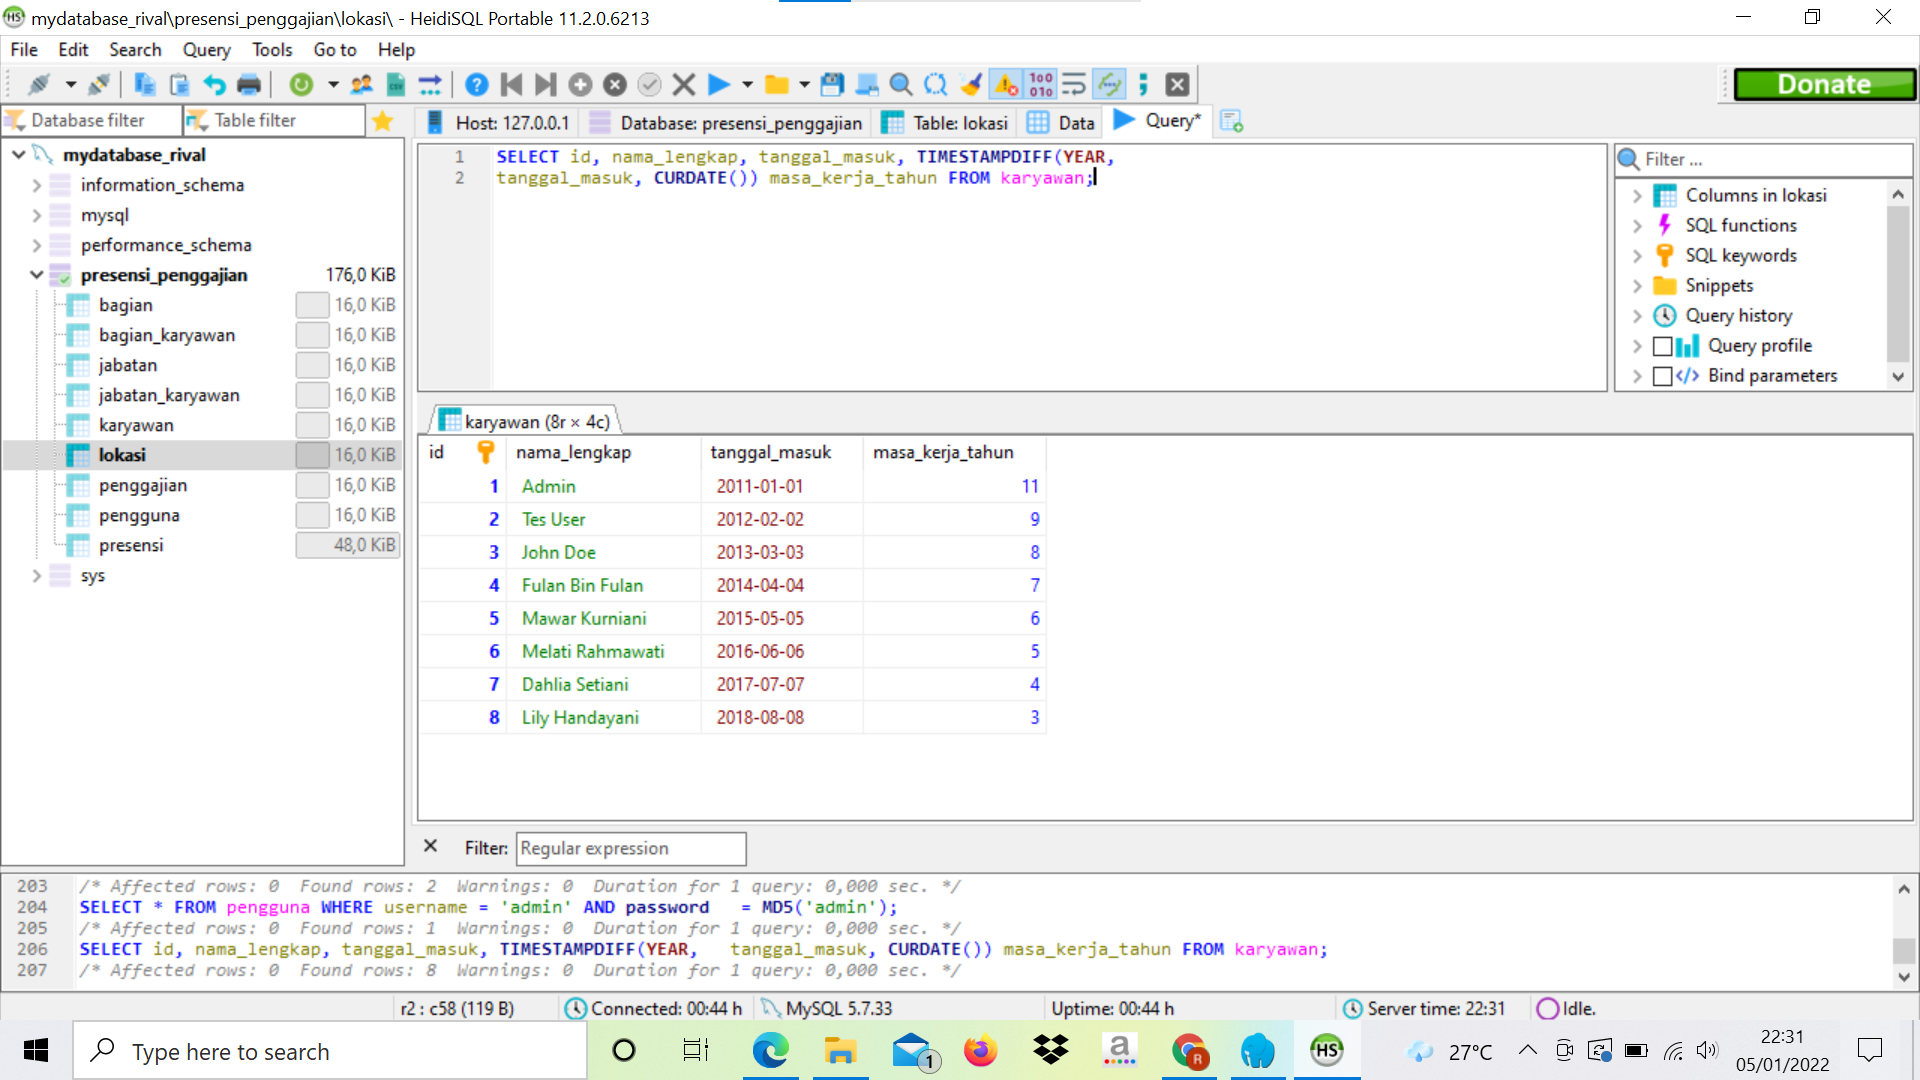 mydatabase_rival\presensi_penggajian\lokasi\ - HeidiSQL Portable 11.2.0.6213
File Edit Search Query Tools Go to Help
Donate
Database filter Table filter
Host: 127.0.0.1 Database: presensi_penggajian Table: lokasi Data Query*
mydatabase_rival
information_schema
mysql
performance_schema
presensi_penggajian 176,0 KiB
bagian 16,0 KiB
bagian_karyawan 16,0 KiB
jabatan 16,0 KiB
jabatan_karyawan 16,0 KiB
karyawan 16,0 KiB
lokasi 16,0 KiB
penggajian 16,0 KiB
pengguna 16,0 KiB
presensi 48,0 KiB
sys
1 SELECT id, nama_lengkap, tanggal_masuk, TIMESTAMPDIFF(YEAR,
2 tanggal_masuk, CURDATE()) masa_kerja_tahun FROM karyawan;
Filter ...
Columns in lokasi
SQL functions
SQL keywords
Snippets
Query history
Query profile
Bind parameters
karyawan (8r × 4c)
id nama_lengkap tanggal_masuk masa_kerja_tahun
1 Admin 2011-01-01 11
2 Tes User 2012-02-02 9
3 John Doe 2013-03-03 8
4 Fulan Bin Fulan 2014-04-04 7
5 Mawar Kurniani 2015-05-05 6
6 Melati Rahmawati 2016-06-06 5
7 Dahlia Setiani 2017-07-07 4
8 Lily Handayani 2018-08-08 3
Filter: Regular expression
203 /* Affected rows: 0 Found rows: 2 Warnings: 0 Duration for 1 query: 0,000 sec. */
204 SELECT * FROM pengguna WHERE username = 'admin' AND password = MD5('admin');
205 /* Affected rows: 0 Found rows: 1 Warnings: 0 Duration for 1 query: 0,000 sec. */
206 SELECT id, nama_lengkap, tanggal_masuk, TIMESTAMPDIFF(YEAR, tanggal_masuk, CURDATE()) masa_kerja_tahun FROM karyawan;
207 /* Affected rows: 0 Found rows: 8 Warnings: 0 Duration for 1 query: 0,000 sec. */
r2 : c58 (119 B) Connected: 00:44 h MySQL 5.7.33 Uptime: 00:44 h Server time: 22:31 Idle.
Type here to search
1
a
R
HS
27°C
22:31
05/01/2022